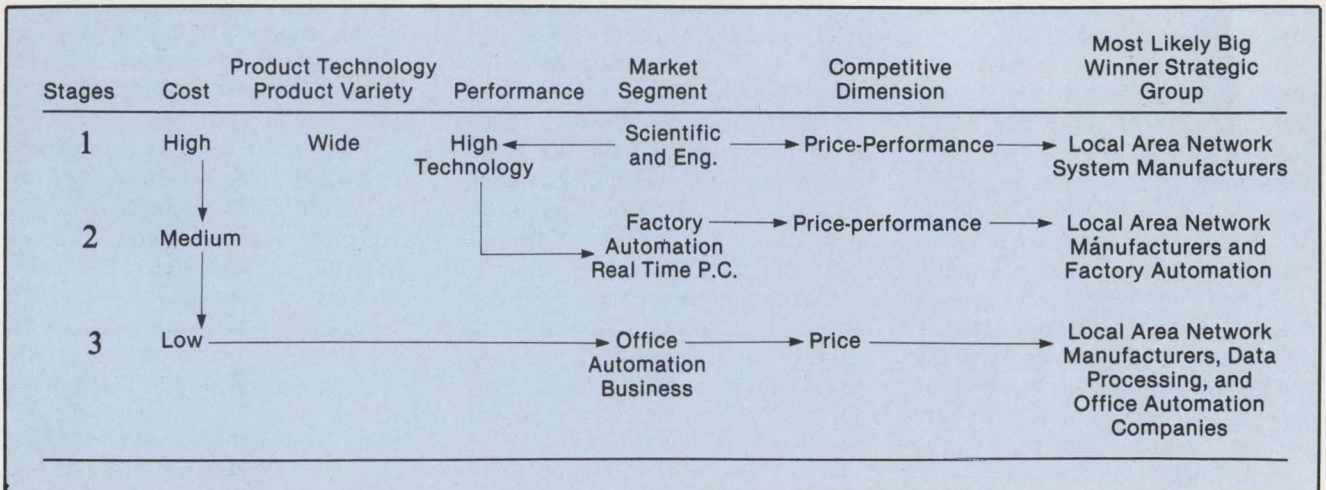 Stages Cost Product Technology Product Variety Performance Market Segment Competitive Dimension Most Likely Big Winner Strategic Group
1 High Wide High Technology Scientific and Eng. Price-Performance Local Area Network System Manufacturers
2 Medium Factory Automation Real Time P.C. Price-performance Local Area Network Mánufacturers and Factory Automation
3 Low Office Automation Business Price Local Area Network Manufacturers, Data Processing, and Office Automation Companies